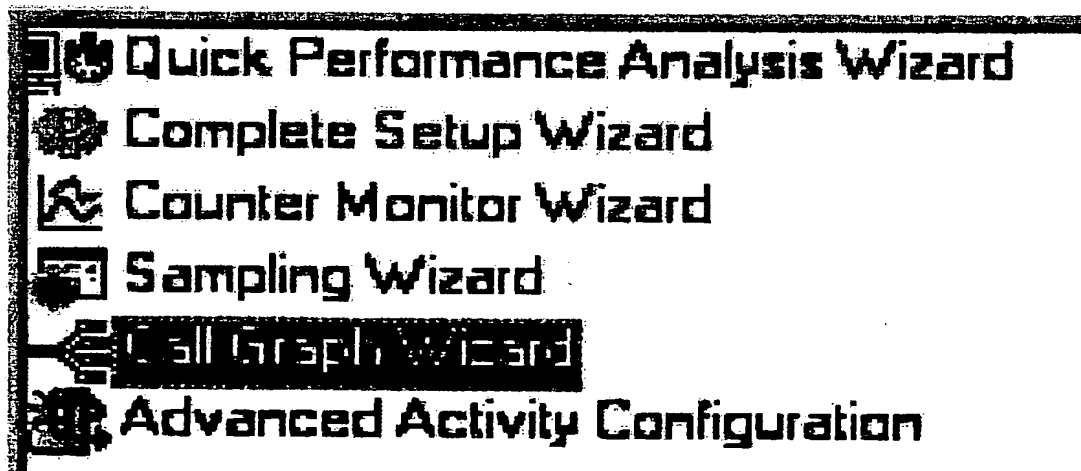 Quick Performance Analysis Wizard
Complete Setup Wizard
Counter Monitor Wizard
Sampling Wizard
Call Graph Wizard
Advanced Activity Configuration